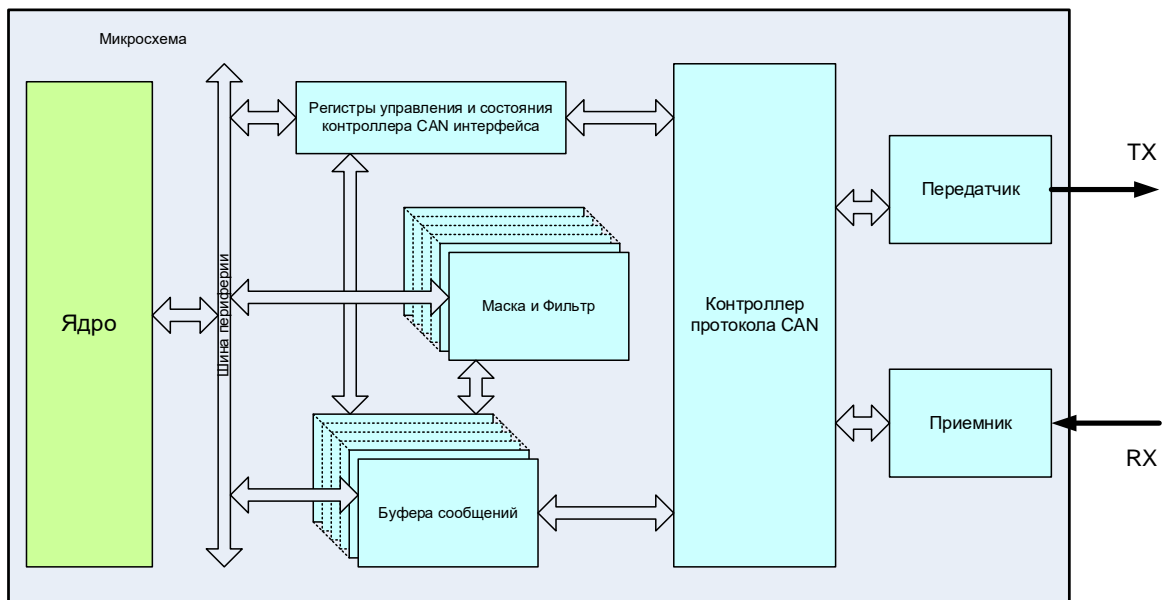 Микросхема
Ядро
Шина периферии
Регистры управления и состояния
контроллера CAN интерфейса
Маска и Фильтр
Буфера сообщений
Контроллер
протокола CAN
Передатчик
TX
Приемник
RX